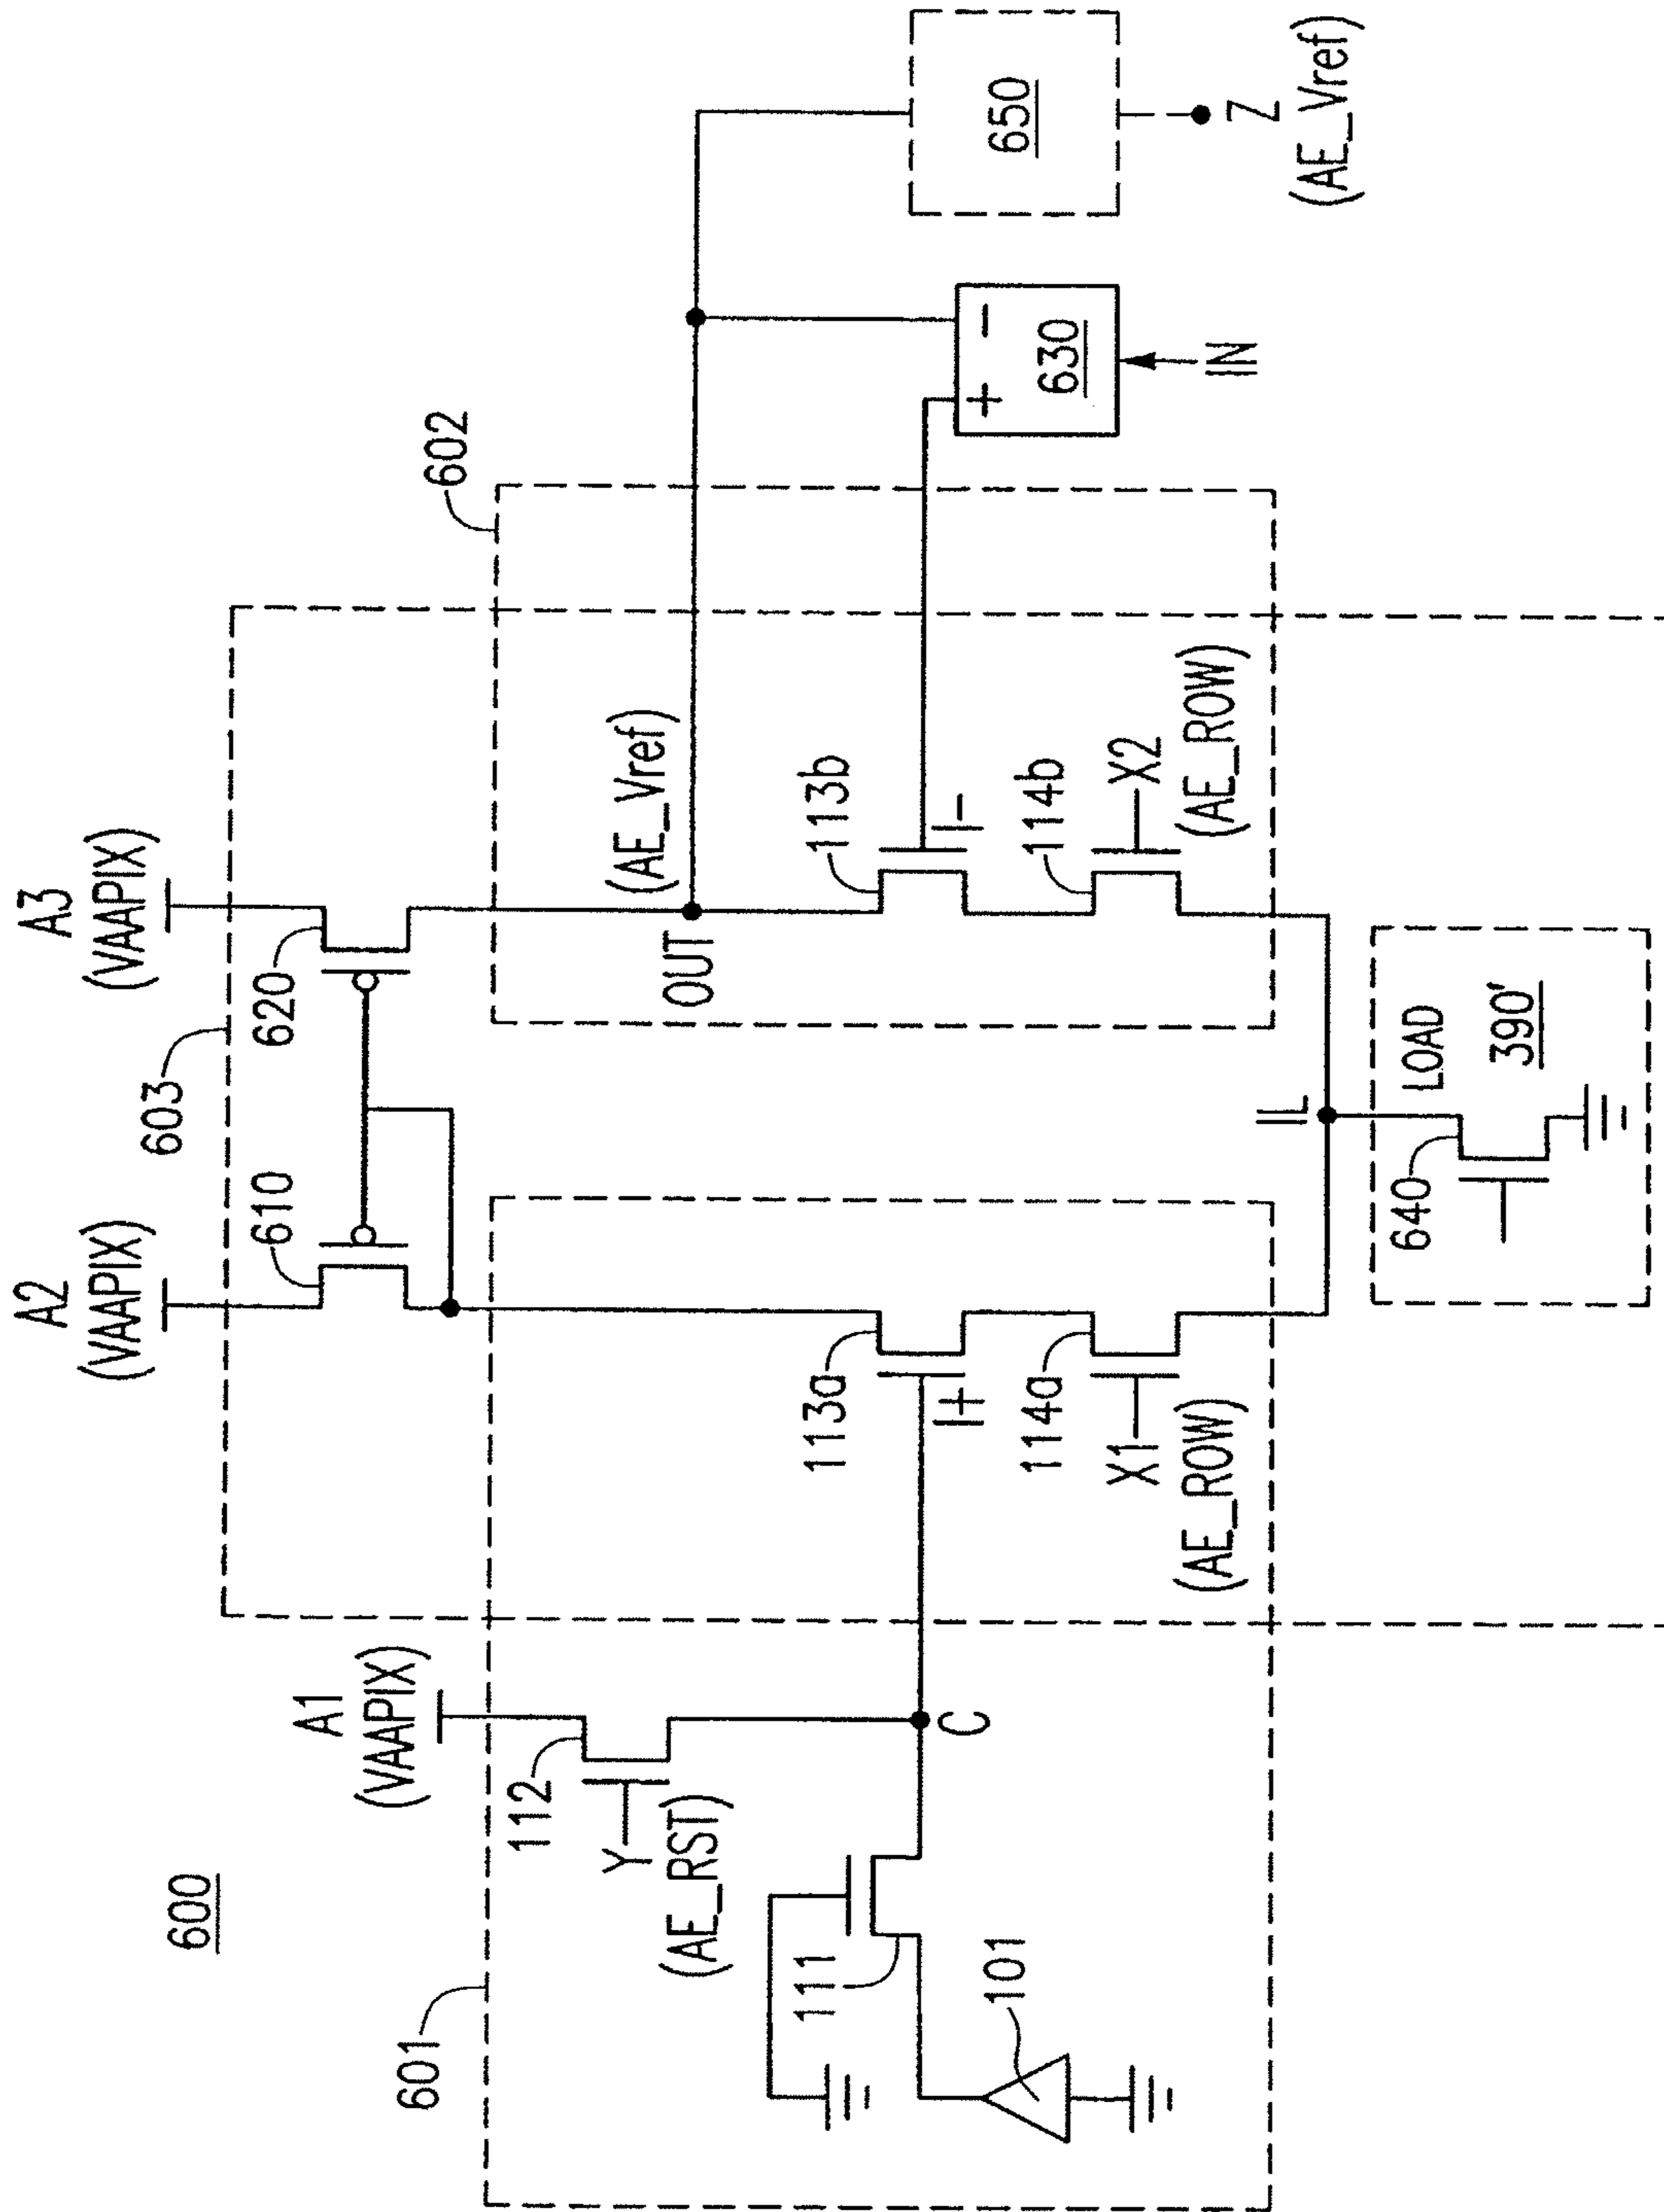 600
A1
(VAAPIX)
A2
(VAAPIX)
A3
(VAAPIX)
603
610
620
602
601
112
Y
(AE_RST)
C
111
101
113a
I+
114a
X1
(AE_ROW)
OUT
(AE_Vref)
113b
I-
114b
X2
(AE_ROW)
IL
LOAD
640
390'
+
-
630
IN
650
Z
(AE_Vref)